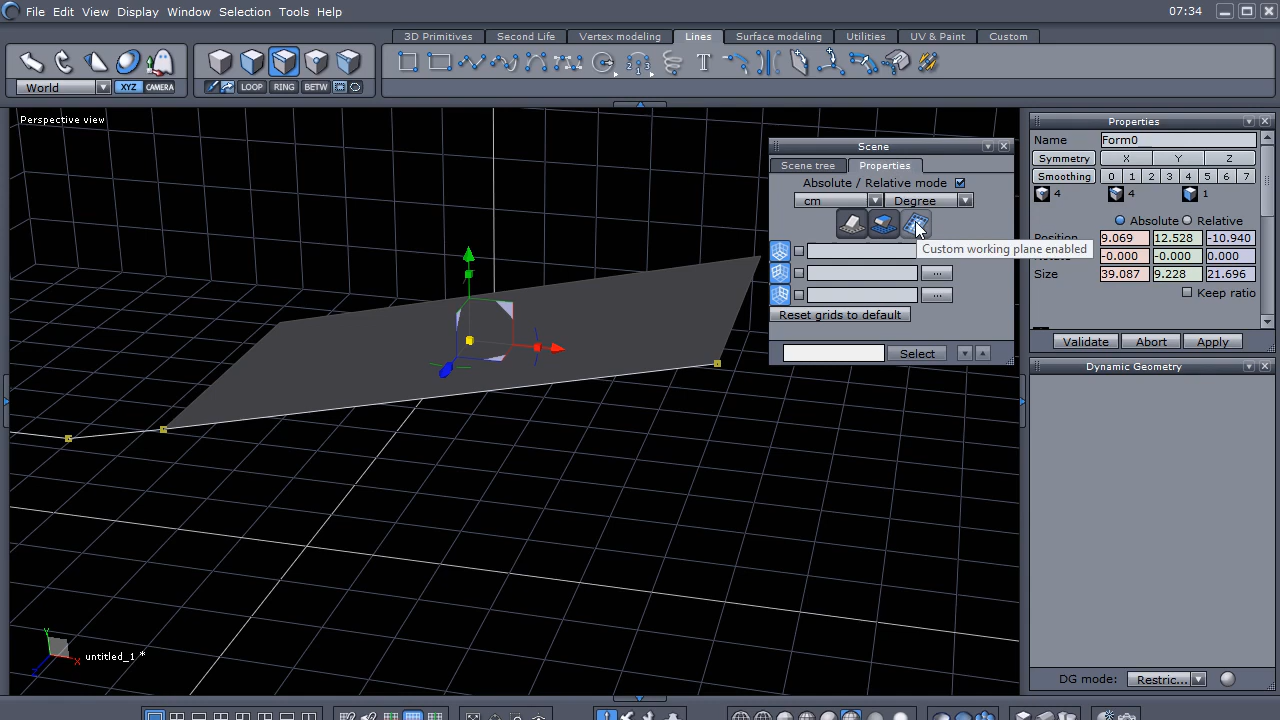 File Edit View Display Window Selection Tools Help
07:34
3D Primitives Second Life Vertex modeling Lines Surface modeling Utilities UV & Paint Custom
World
XYZ CAMERA
LOOP RING BETW
1 2 3
T
Perspective view
Scene
Scene tree Properties
Absolute / Relative mode
cm Degree
Custom working plane enabled
...
...
Reset grids to default
Select
Properties
Name Form0
Symmetry X Y Z
Smoothing 0 1 2 3 4 5 6 7
4 4 1
Absolute Relative
9.069 12.528 -10.940
-0.000 -0.000 0.000
Size 39.087 9.228 21.696
Keep ratio
Validate Abort Apply
Dynamic Geometry
Y
X
Z
untitled_1 *
DG mode: Restric...